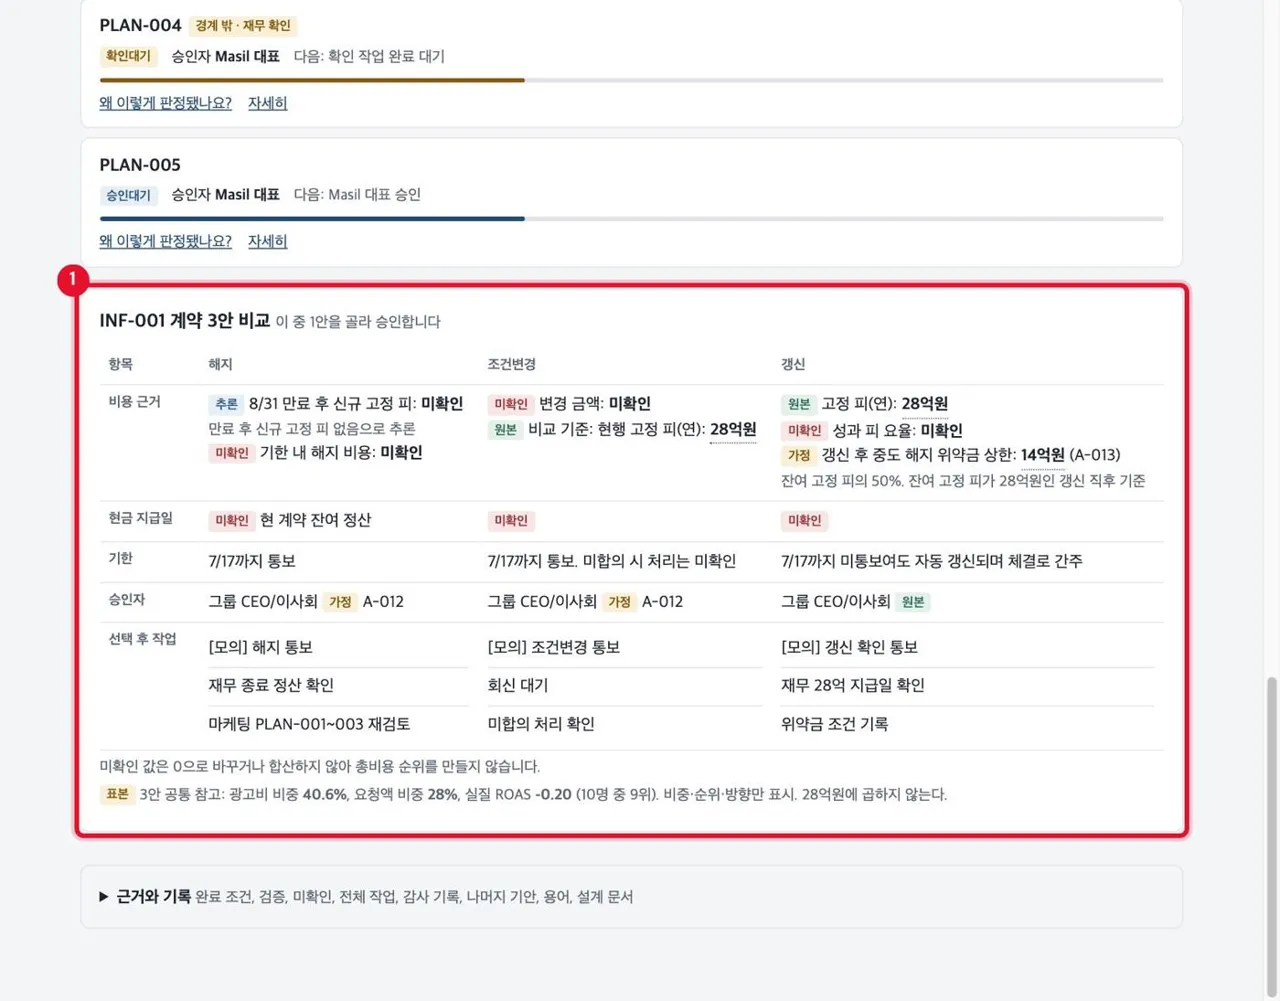 PLAN-004 경계 밖 · 재무 확인
확인대기 승인자 Masil 대표 다음: 확인 작업 완료 대기
왜 이렇게 판정됐나요? 자세히
PLAN-005
승인대기 승인자 Masil 대표 다음: Masil 대표 승인
왜 이렇게 판정됐나요? 자세히
1
INF-001 계약 3안 비교 이 중 1안을 골라 승인합니다
항목 해지 조건변경 갱신
비용 근거
추론 8/31 만료 후 신규 고정 피: 미확인
만료 후 신규 고정 피 없음으로 추론
미확인 기한 내 해지 비용: 미확인
미확인 변경 금액: 미확인
원본 비교 기준: 현행 고정 피(연): 28억원
원본 고정 피(연): 28억원
미확인 성과 피 요율: 미확인
가정 갱신 후 중도 해지 위약금 상한: 14억원 (A-013)
잔여 고정 피의 50%. 잔여 고정 피가 28억원인 갱신 직후 기준
현금 지급일 미확인 현 계약 잔여 정산 미확인 미확인
기한 7/17까지 통보 7/17까지 통보. 미합의 시 처리는 미확인 7/17까지 미통보여도 자동 갱신되며 체결로 간주
승인자 그룹 CEO/이사회 가정 A-012 그룹 CEO/이사회 가정 A-012 그룹 CEO/이사회 원본
선택 후 작업 [모의] 해지 통보 [모의] 조건변경 통보 [모의] 갱신 확인 통보
재무 종료 정산 확인 회신 대기 재무 28억 지급일 확인
마케팅 PLAN-001~003 재검토 미합의 처리 확인 위약금 조건 기록
미확인 값은 0으로 바꾸거나 합산하지 않아 총비용 순위를 만들지 않습니다.
표본 3안 공통 참고: 광고비 비중 40.6%, 요청액 비중 28%, 실질 ROAS -0.20 (10명 중 9위). 비중·순위·방향만 표시. 28억원에 곱하지 않는다.
▶ 근거와 기록 완료 조건, 검증, 미확인, 전체 작업, 감사 기록, 나머지 기안, 용어, 설계 문서